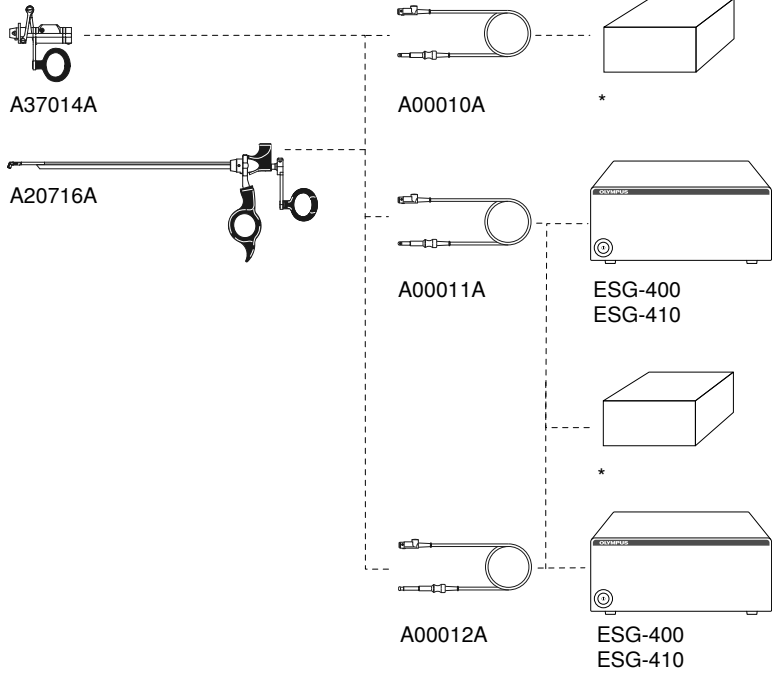 A37014A
A00010A
*
A20716A
OLYMPUS
A00011A
ESG-400
ESG-410
*
OLYMPUS
A00012A
ESG-400
ESG-410